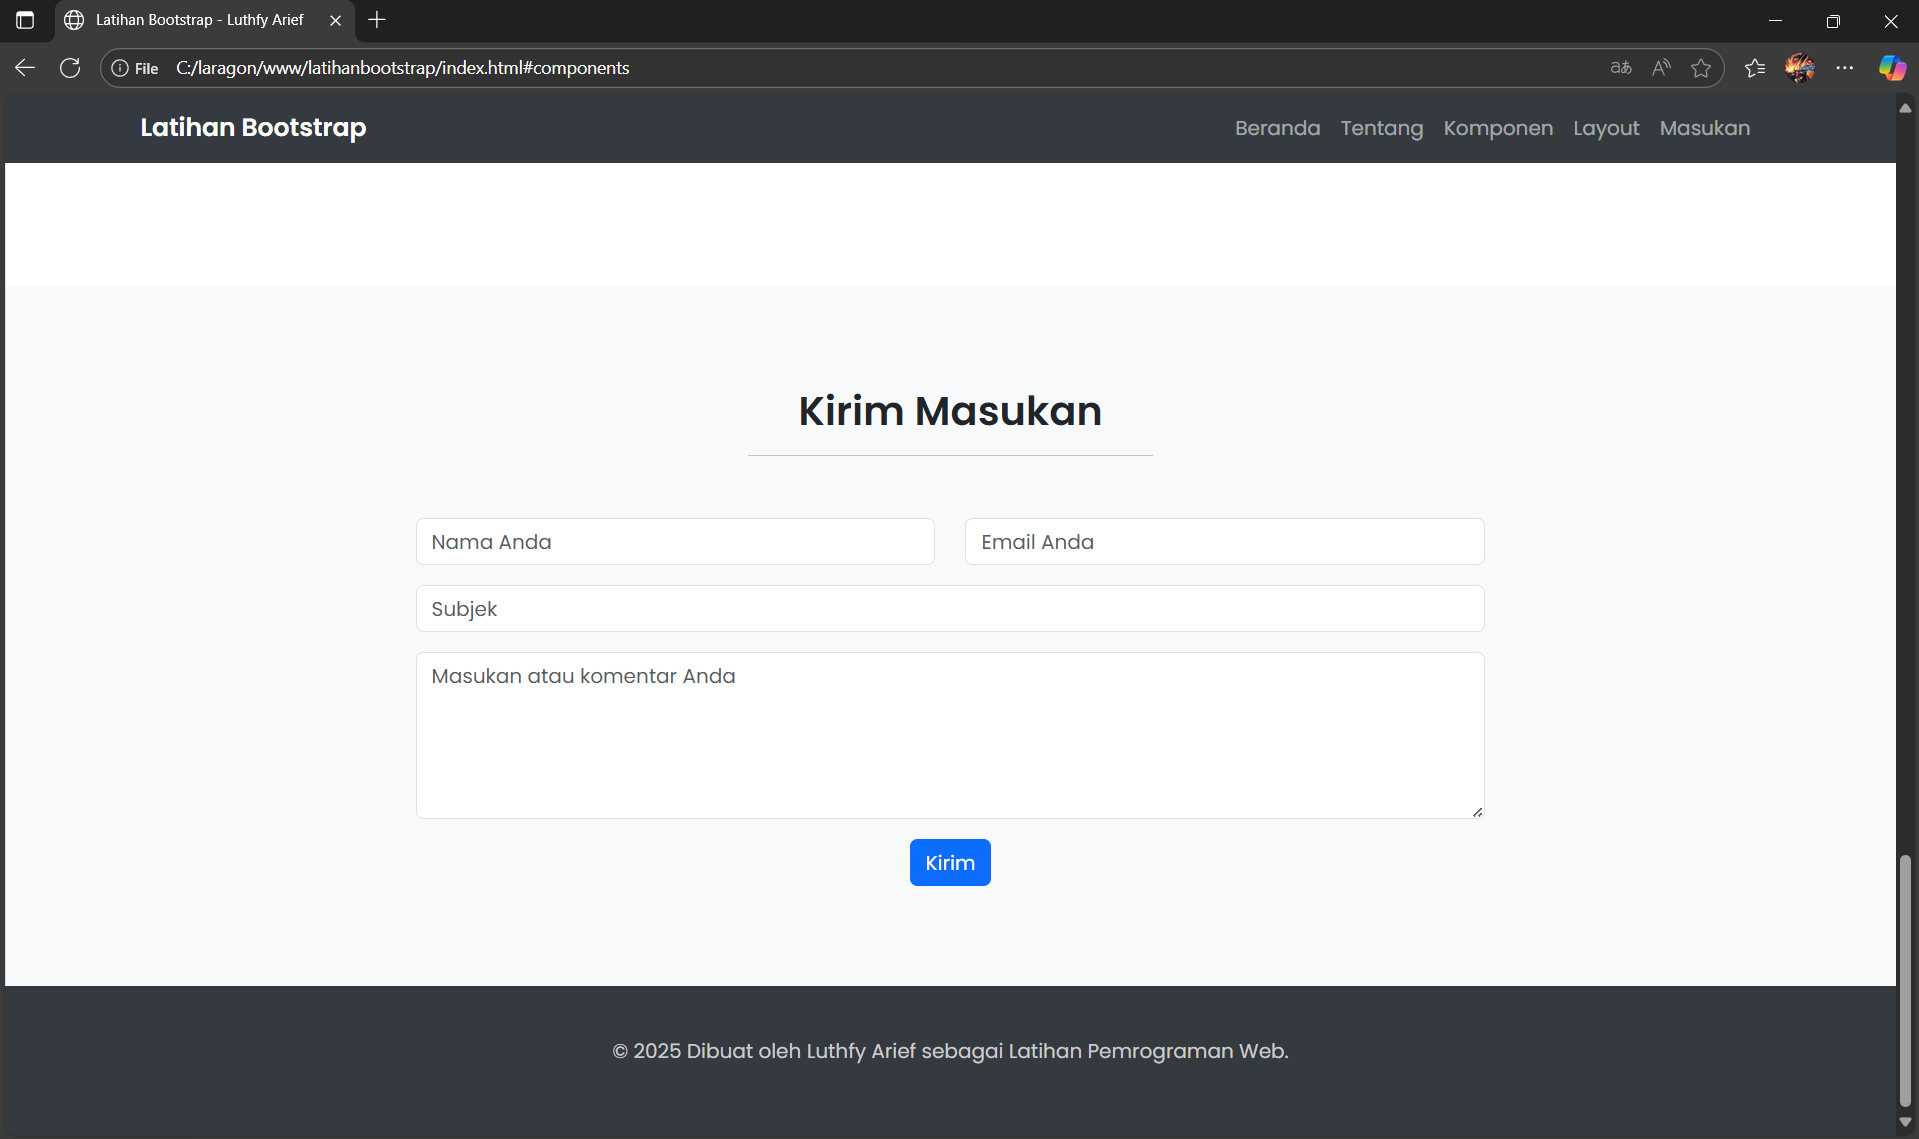 Latihan Bootstrap - Luthfy Arief
File C:/laragon/www/latihanbootstrap/index.html#components
Latihan Bootstrap
Beranda Tentang Komponen Layout Masukan
Kirim Masukan
Nama Anda Email Anda
Subjek
Masukan atau komentar Anda
Kirim
© 2025 Dibuat oleh Luthfy Arief sebagai Latihan Pemrograman Web.